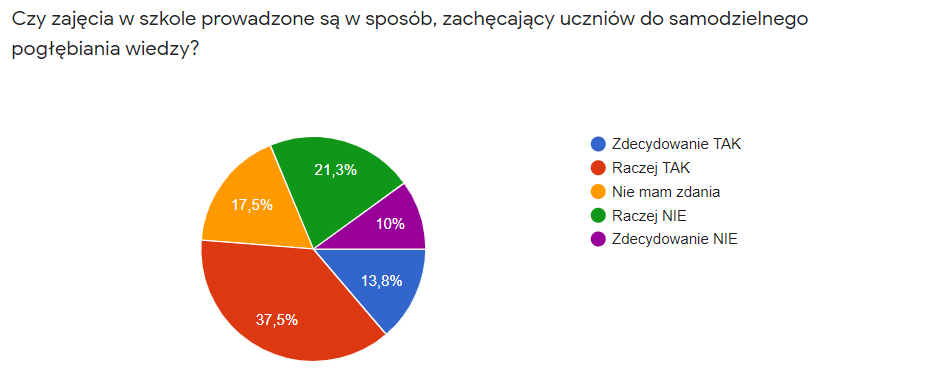 Czy zajęcia w szkole prowadzone są w sposób, zachęcający uczniów do samodzielnego
pogłębiania wiedzy?
Zdecydowanie TAK
Raczej TAK
Nie mam zdania
Raczej NIE
Zdecydowanie NIE
21,3%
17,5%
10%
13,8%
37,5%